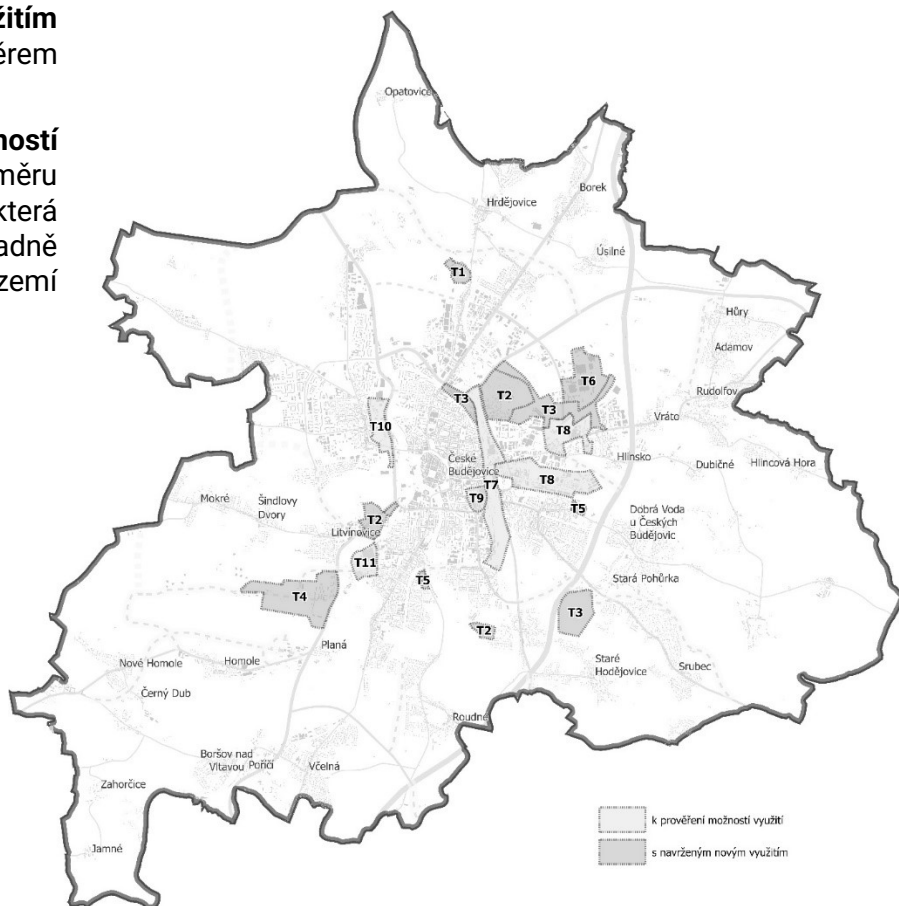 žitím
ěrem
ností
měru
která
adně
zemí
Opatovice
Borek
Hrdějovice
Úsilné
T1
Hůry
Adamov
T6
T2
Rudolfov
T3
T3
Vráto
T10
T8
České
Budějovice
Hlinsko
Dubičné
Hlincová Hora
T8
T7
Mokré
Šindlovy
Dvory
T9
T5
Dobrá Voda
u Českých
Budějovic
T2
Litvínovice
T11
Stará Pohůrka
T5
T4
T3
T2
Planá
Nové Homole
Homole
Staré
Hodějovice
Srubec
Černý Dub
Roudné
Boršov nad
Vltavou
Poříčí
Včelná
Zahorčice
Jamné
k prověření možností využití
s navrženým novým využitím